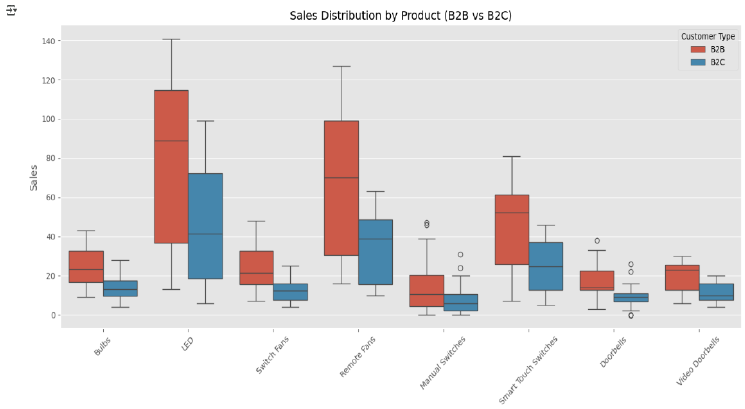 Sales Distribution by Product (B2B vs B2C)
Customer Type
B2B
B2C
Sales
140
120
100
80
60
40
20
0
Bulbs
LED
Switch Fans
Remote Fans
Manual Switches
Smart Touch Switches
Doorbells
Video Doorbells